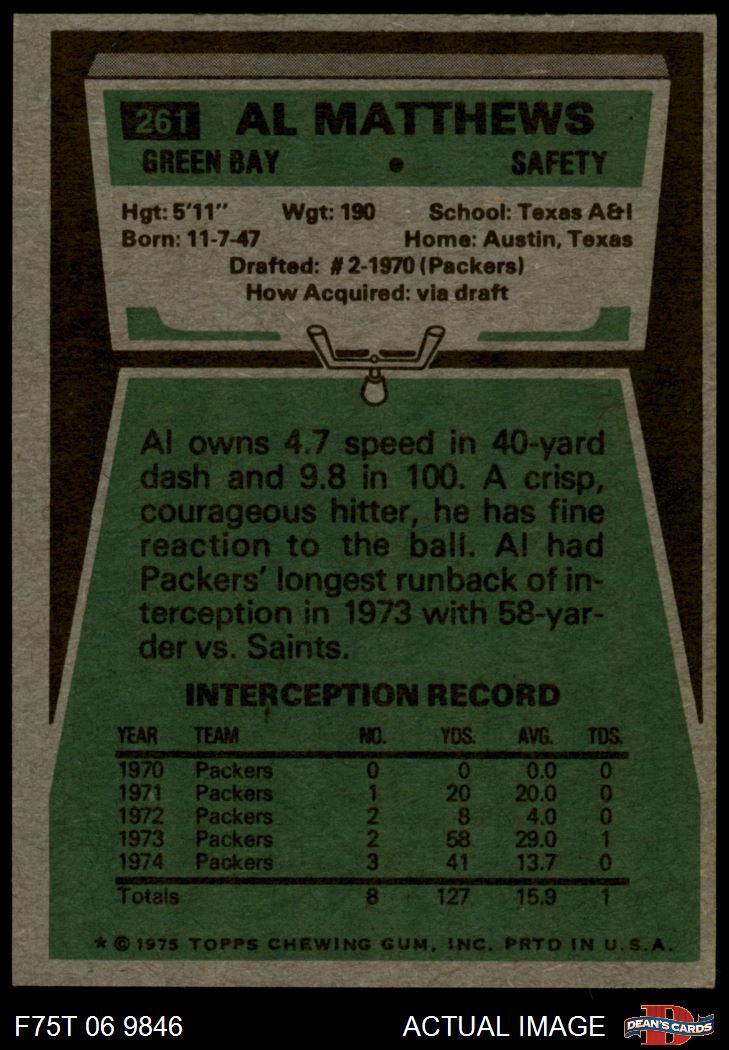 261 AL MATTHEWS
GREEN BAY • SAFETY
Hgt: 5'11" Wgt: 190 School: Texas A&I
Born: 11-7-47 Home: Austin, Texas
Drafted: #2-1970 (Packers)
How Acquired: via draft
Al owns 4.7 speed in 40-yard
dash and 9.8 in 100. A crisp,
courageous hitter, he has fine
reaction to the ball. Al had
Packers' longest runback of in-
terception in 1973 with 58-yar-
der vs. Saints.
INTERCEPTION RECORD
YEAR TEAM NO. YDS. AVG. TDS.
1970 Packers 0 0 0.0 0
1971 Packers 1 20 20.0 0
1972 Packers 2 8 4.0 0
1973 Packers 2 58 29.0 1
1974 Packers 3 41 13.7 0
Totals 8 127 15.9 1
* © 1975 TOPPS CHEWING GUM, INC. PRTD IN U.S.A.
F75T 06 9846 ACTUAL IMAGE D DEAN'S CARDS